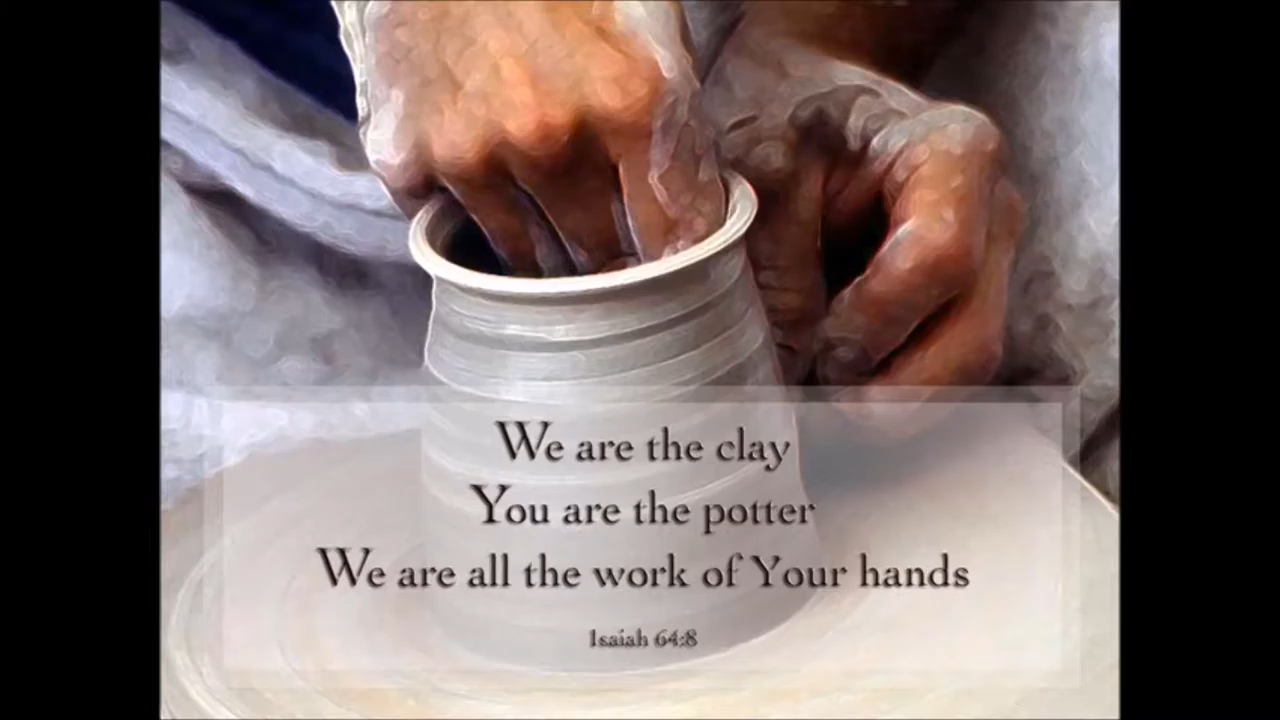 We are the clay
You are the potter
We are all the work of Your hands
Isaiah 64:8